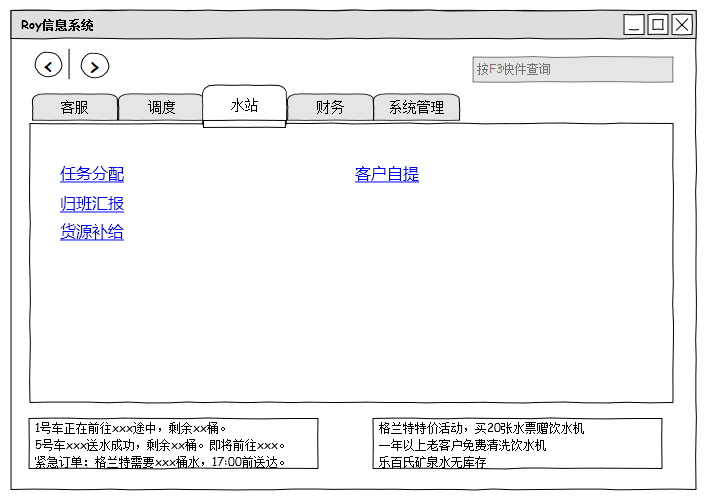 Roy信息系统
按F3快件查询
客服 调度 水站 财务 系统管理
任务分配 客户自提
归班汇报
货源补给
1号车正在前往xxx途中，剩余xx桶。
5号车xxx送水成功，剩余xx桶。即将前往xxx。
紧急订单：格兰特需要xxx桶水，17:00前送达。
格兰特特价活动，买20张水票赠饮水机
一年以上老客户免费清洗饮水机
乐百氏矿泉水无库存